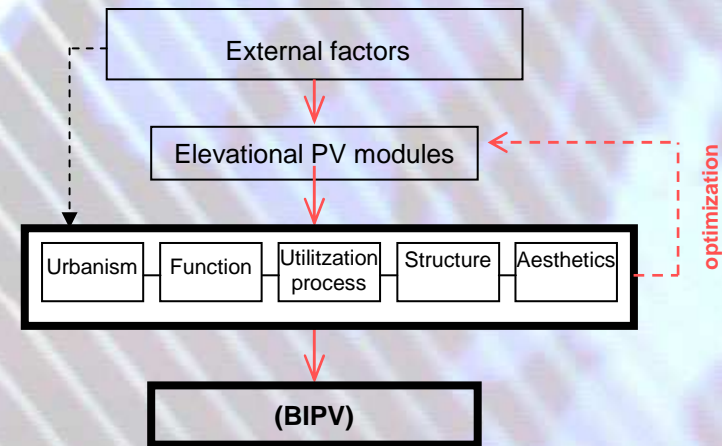 External factors
Elevational PV modules
optimization
Urbanism
Function
Utilitzation
process
Structure
Aesthetics
(BIPV)